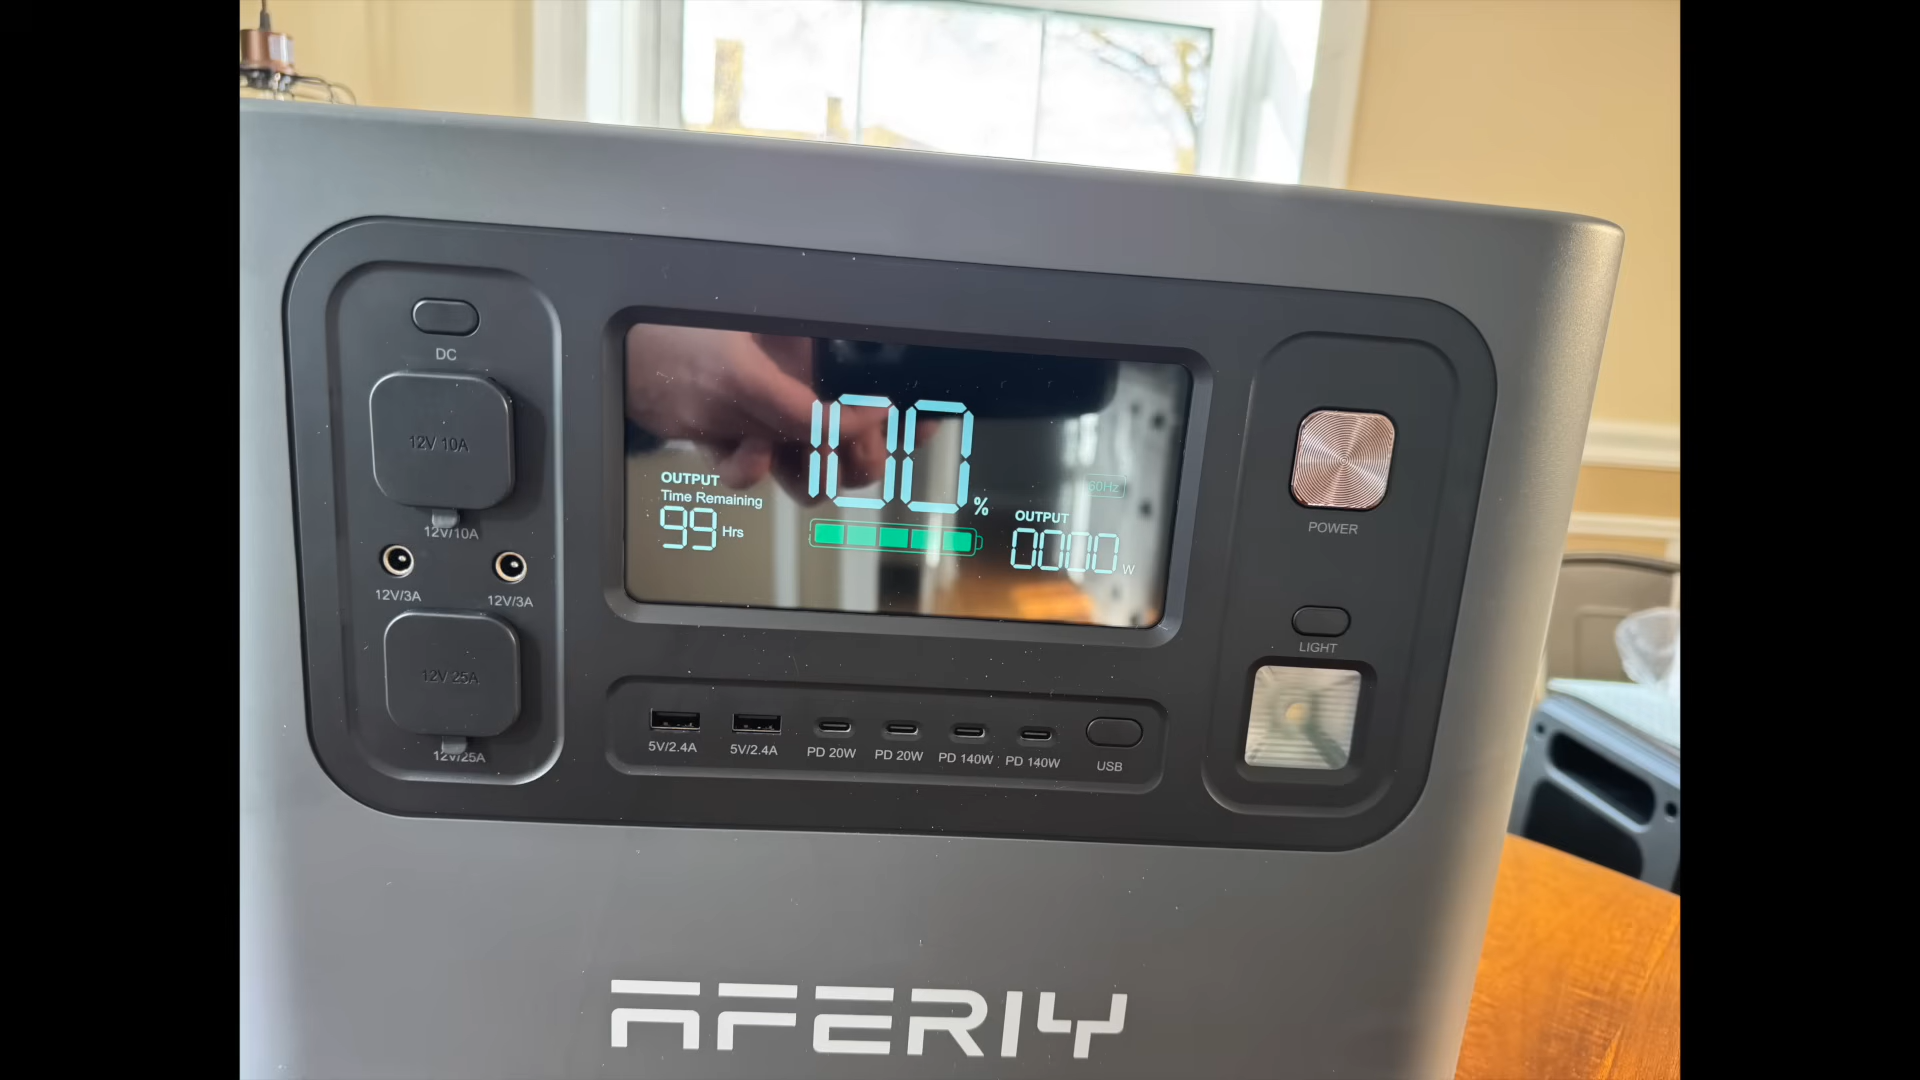 DC
12V 10A
12V/10A
12V/3A
12V/3A
12V 25A
12V/25A
OUTPUT
Time Remaining
99 Hrs
100 %
60Hz
OUTPUT
0000 W
5V/2.4A
5V/2.4A
PD 20W
PD 20W
PD 140W
PD 140W
USB
POWER
LIGHT
AFERIY